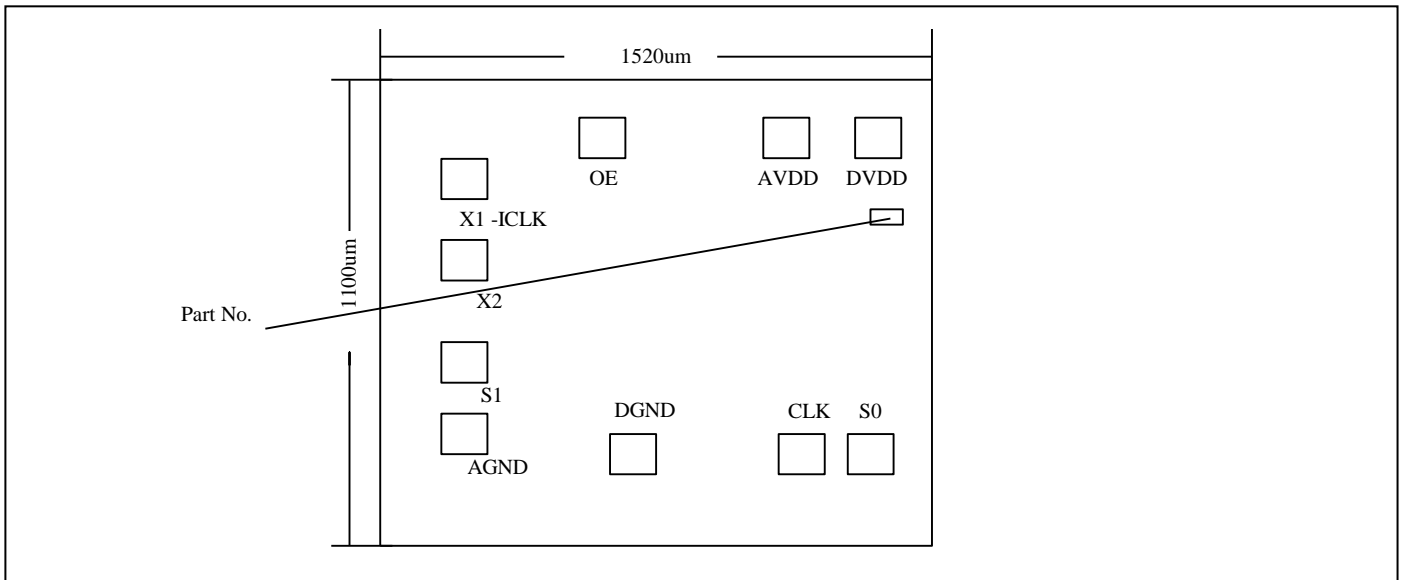 1520um
OE
AVDD
DVDD
X1 -ICLK
1100um
X2
Part No.
S1
DGND
CLK
S0
AGND